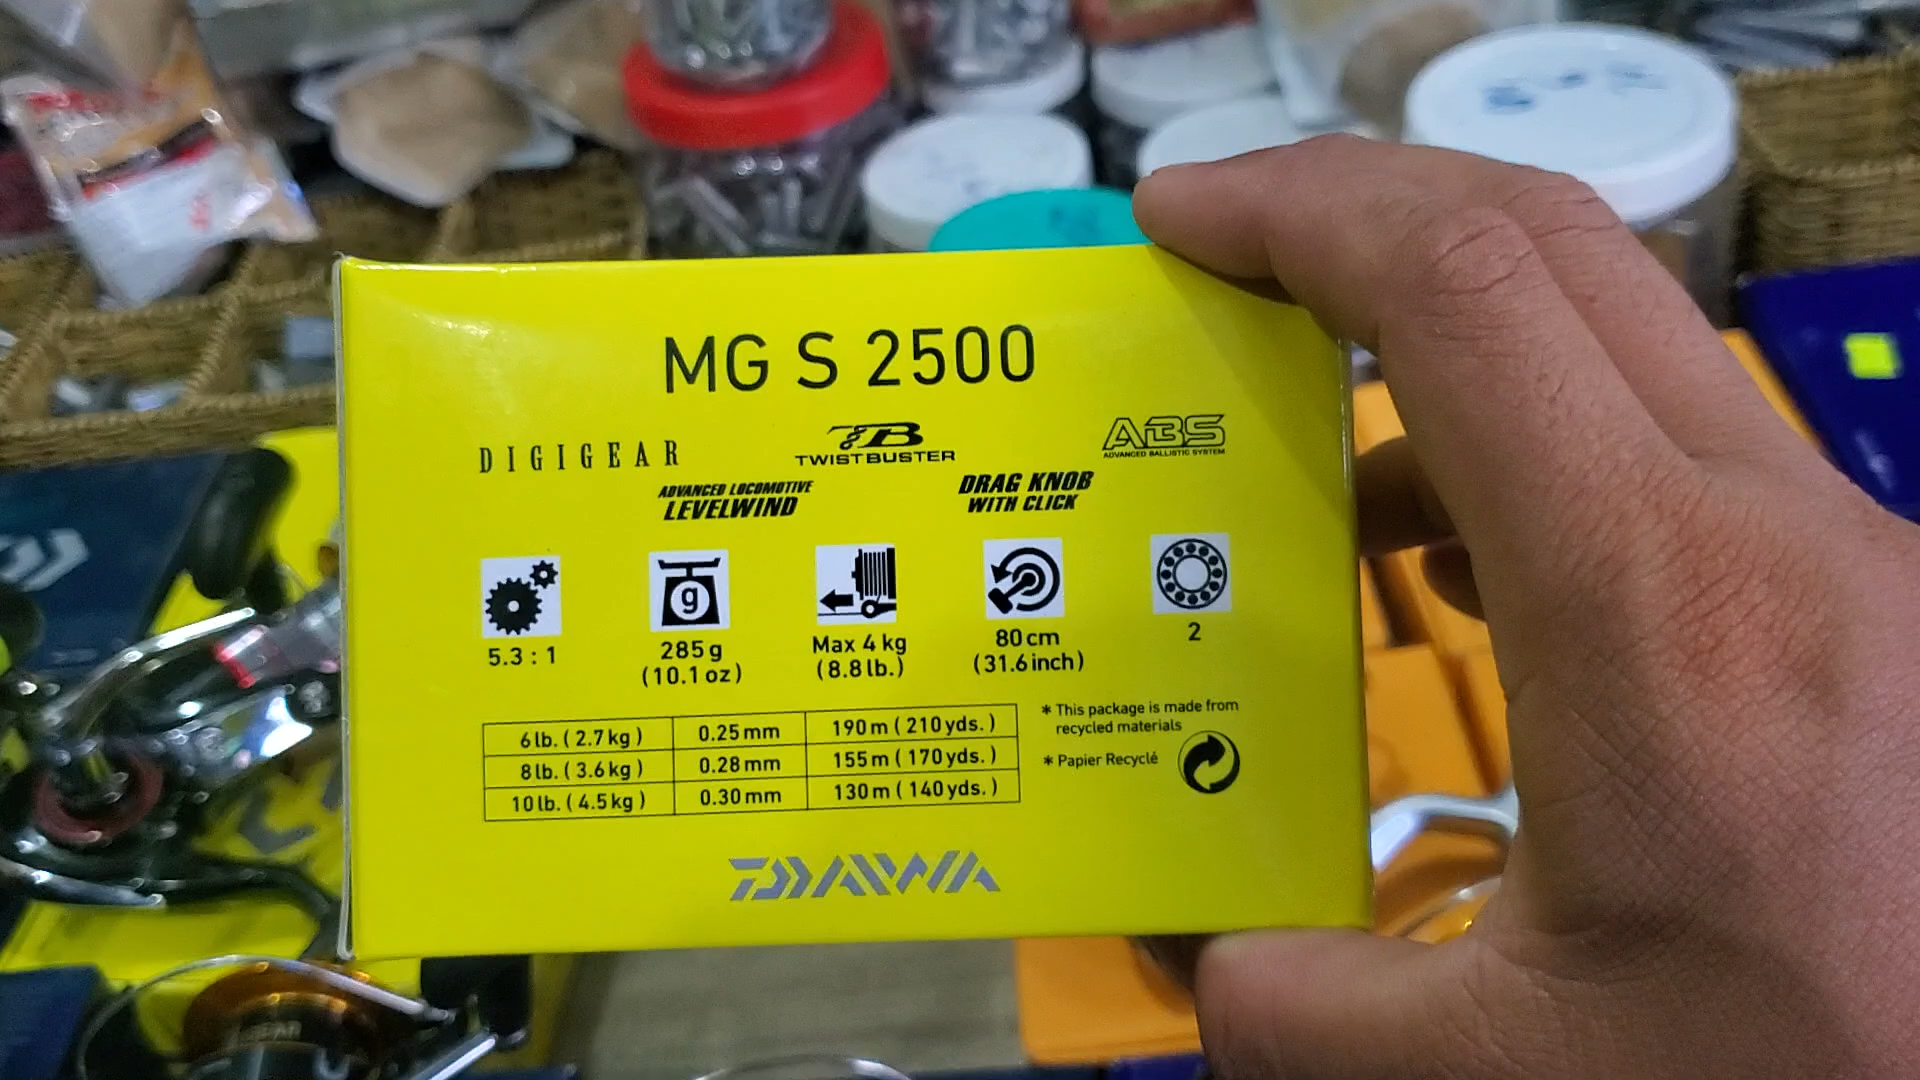 MG S 2500
DIGIGEAR
TB
TWISTBUSTER
ABS
ADVANCED BALLISTIC SYSTEM
ADVANCED LOCOMOTIVE
LEVELWIND
DRAG KNOB
WITH CLICK
g
5.3 : 1
285 g
(10.1 oz)
Max 4 kg
(8.8 lb.)
80 cm
(31.6 inch)
2
6 lb. ( 2.7 kg ) 0.25 mm 190 m ( 210 yds. )
8 lb. ( 3.6 kg ) 0.28 mm 155 m ( 170 yds. )
10 lb. ( 4.5 kg ) 0.30 mm 130 m ( 140 yds. )
* This package is made from
recycled materials
* Papier Recyclé
DAIWA